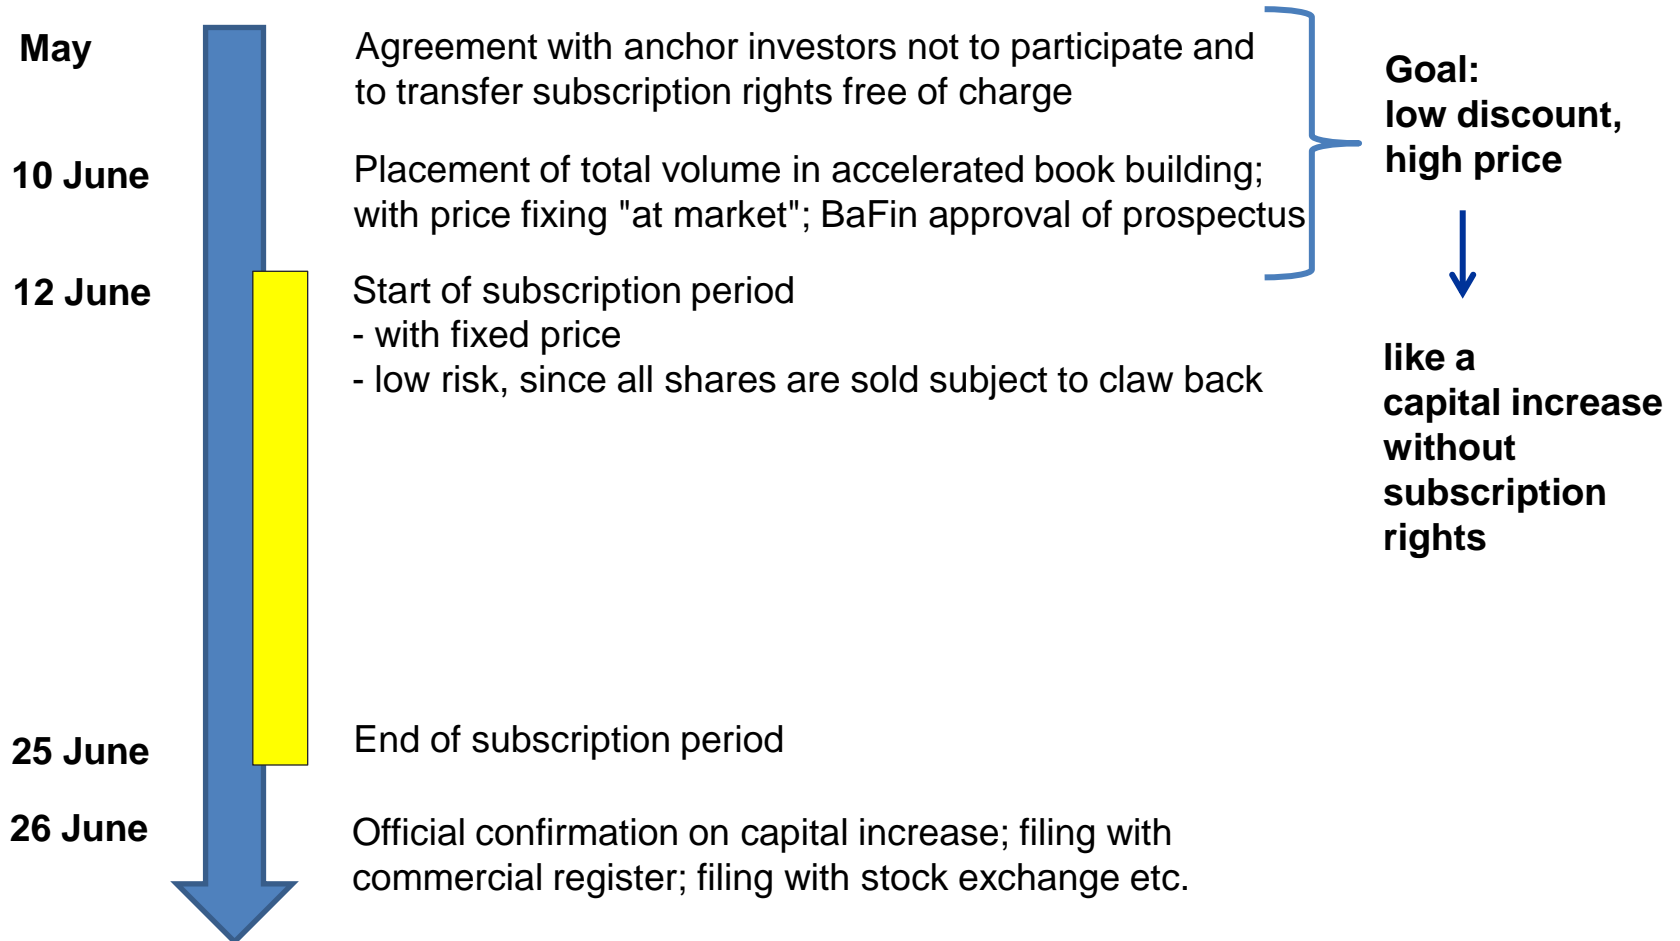 May
Agreement with anchor investors not to participate and
to transfer subscription rights free of charge
10 June
Placement of total volume in accelerated book building;
with price fixing "at market"; BaFin approval of prospectus
12 June
Start of subscription period
- with fixed price
- low risk, since all shares are sold subject to claw back
25 June
End of subscription period
26 June
Official confirmation on capital increase; filing with
commercial register; filing with stock exchange etc.
Goal:
low discount,
high price
like a
capital increase
without
subscription
rights